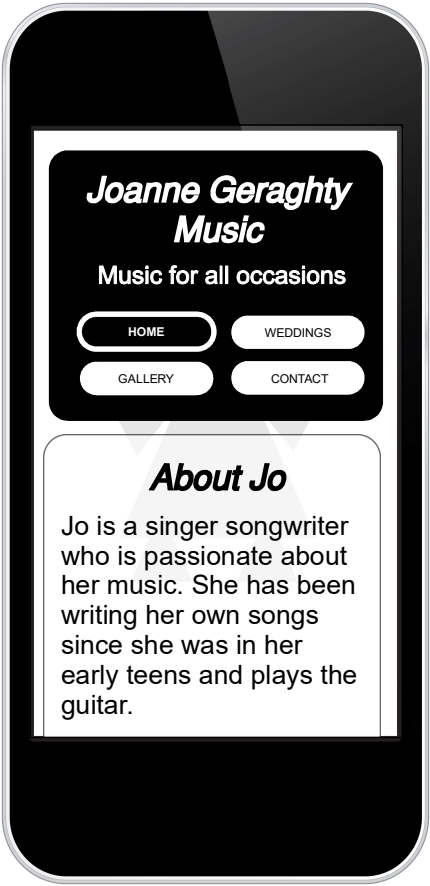 Joanne Geraghty
Music
Music for all occasions
HOME
WEDDINGS
GALLERY
CONTACT
About Jo
Jo is a singer songwriter
who is passionate about
her music. She has been
writing her own songs
since she was in her
early teens and plays the
guitar.